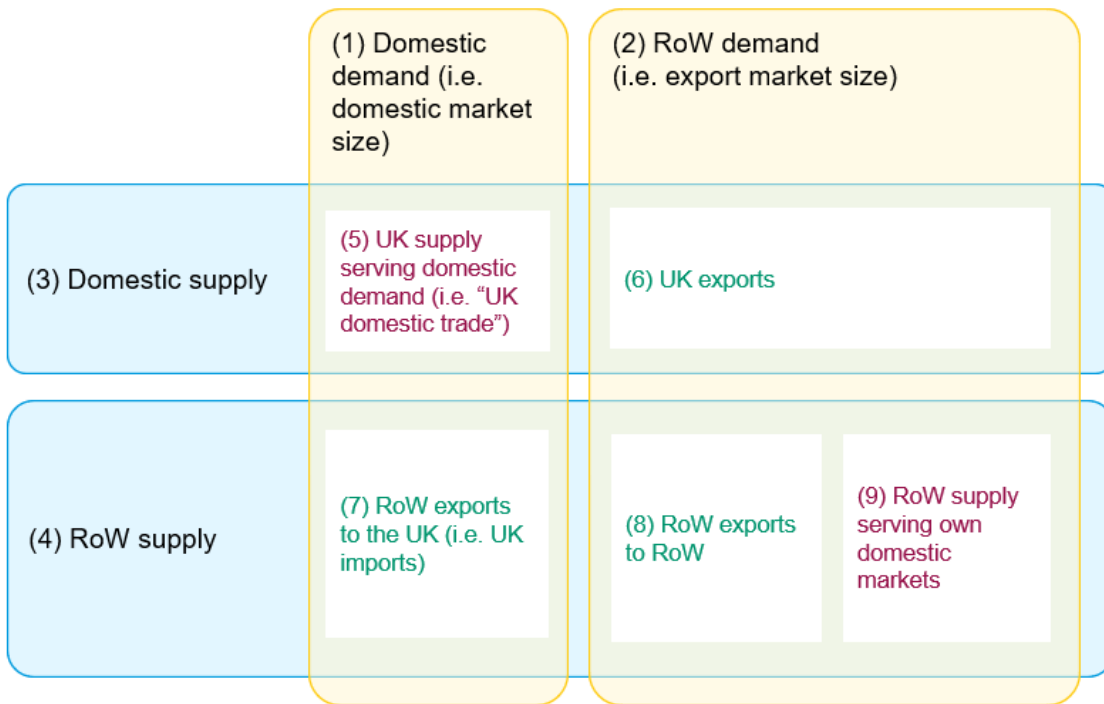 (1) Domestic
demand (i.e.
domestic market
size)
(2) RoW demand
(i.e. export market size)
(3) Domestic supply
(5) UK supply
serving domestic
demand (i.e. “UK
domestic trade”)
(6) UK exports
(4) RoW supply
(7) RoW exports
to the UK (i.e. UK
imports)
(8) RoW exports
to RoW
(9) RoW supply
serving own
domestic
markets